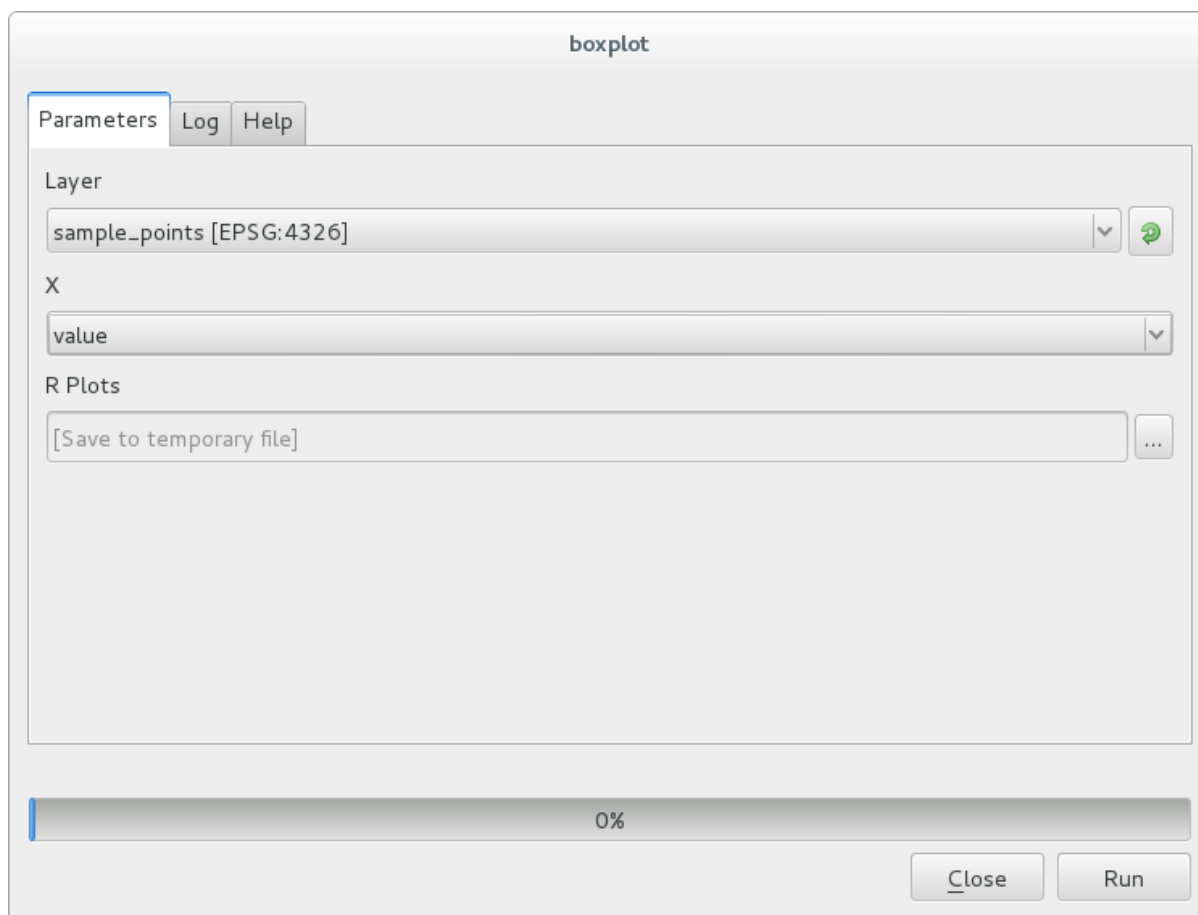 boxplot
Parameters Log Help
Layer
sample_points [EPSG:4326]
X
value
R Plots
[Save to temporary file] ...
0%
Close Run